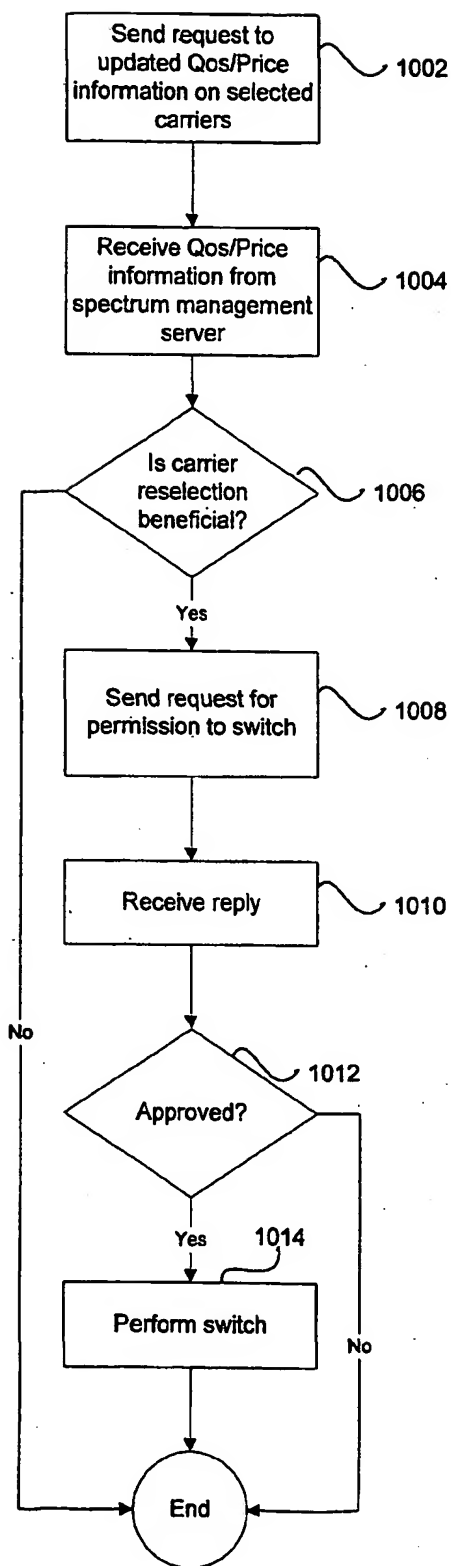 Send request to
updated Qos/Price
information on selected
carriers
1002
Receive Qos/Price
information from
spectrum management
server
1004
Is carrier
reselection
beneficial?
1006
Yes
Send request for
permission to switch
1008
Receive reply
1010
No
1012
Approved?
Yes
1014
Perform switch
No
End